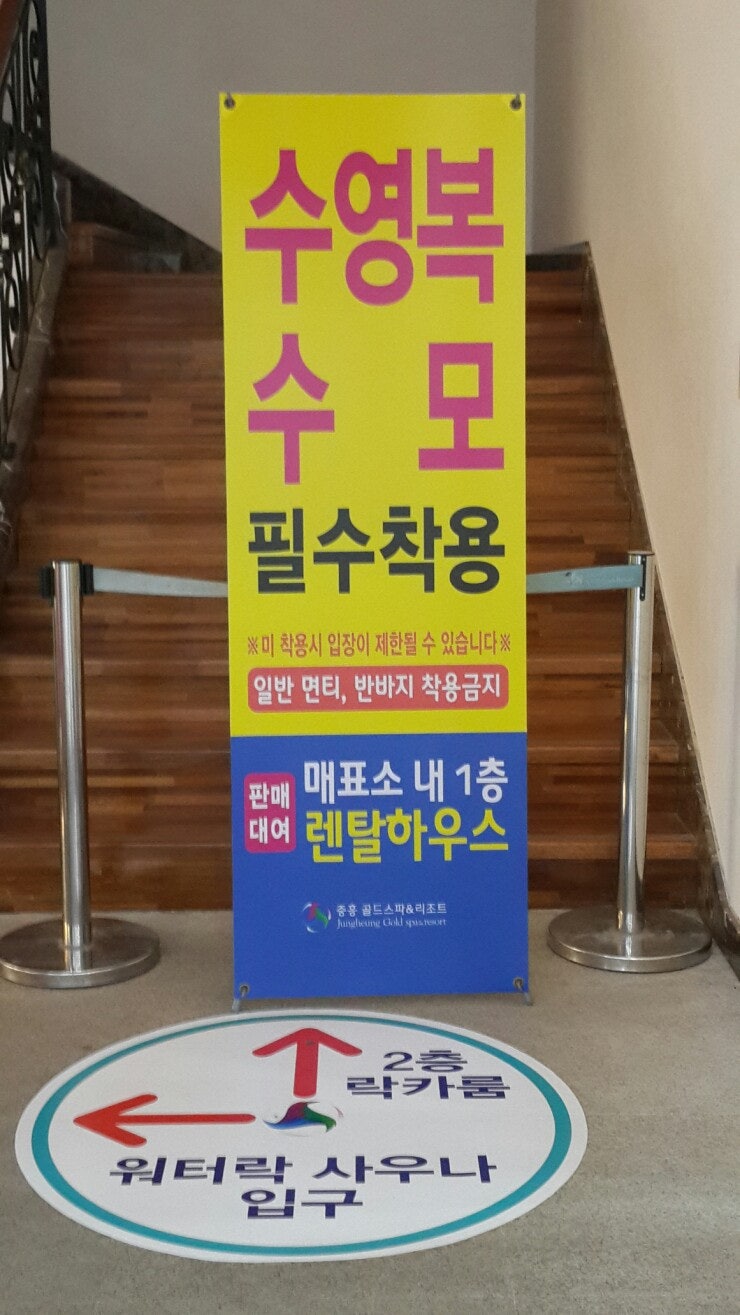 수영복
수 모
필수착용
※미 착용시 입장이 제한될 수 있습니다※
일반 면티, 반바지 착용금지
판매
대여
매표소 내 1층
렌탈하우스
중흥 골드스파&리조트
Jungheung Gold spa&resort
2층
락카룸
워터락 사우나
입구